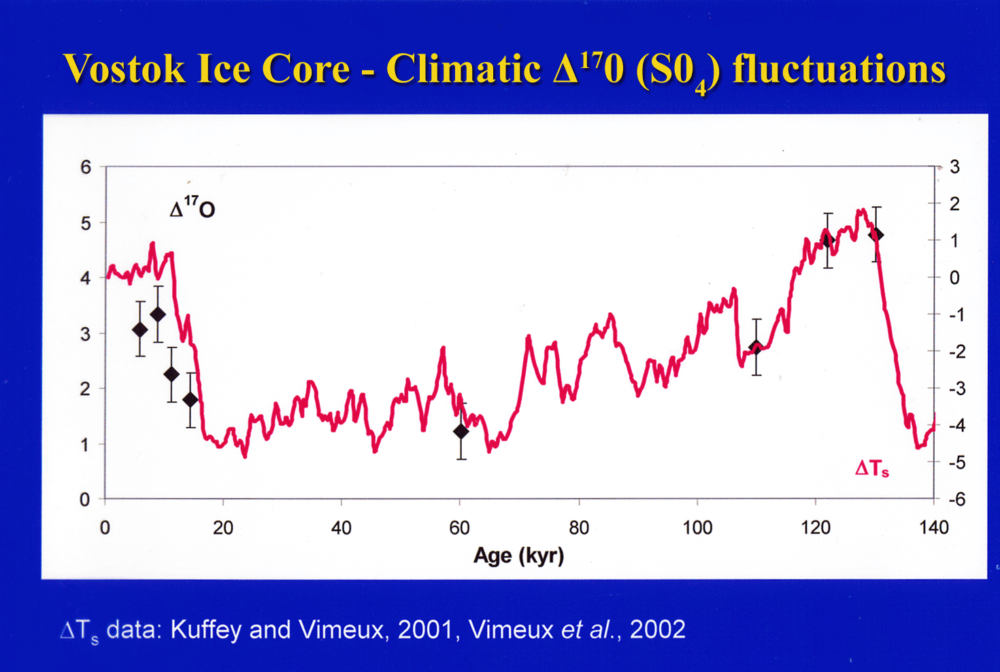 Vostok Ice Core - Climatic Δ¹⁷0 (S0₄) fluctuations
Δ¹⁷O
6
5
4
3
2
1
0
3
2
1
0
-1
-2
-3
-4
-5
-6
ΔTₛ
0 20 40 60 80 100 120 140
Age (kyr)
ΔTₛ data: Kuffey and Vimeux, 2001, Vimeux et al., 2002